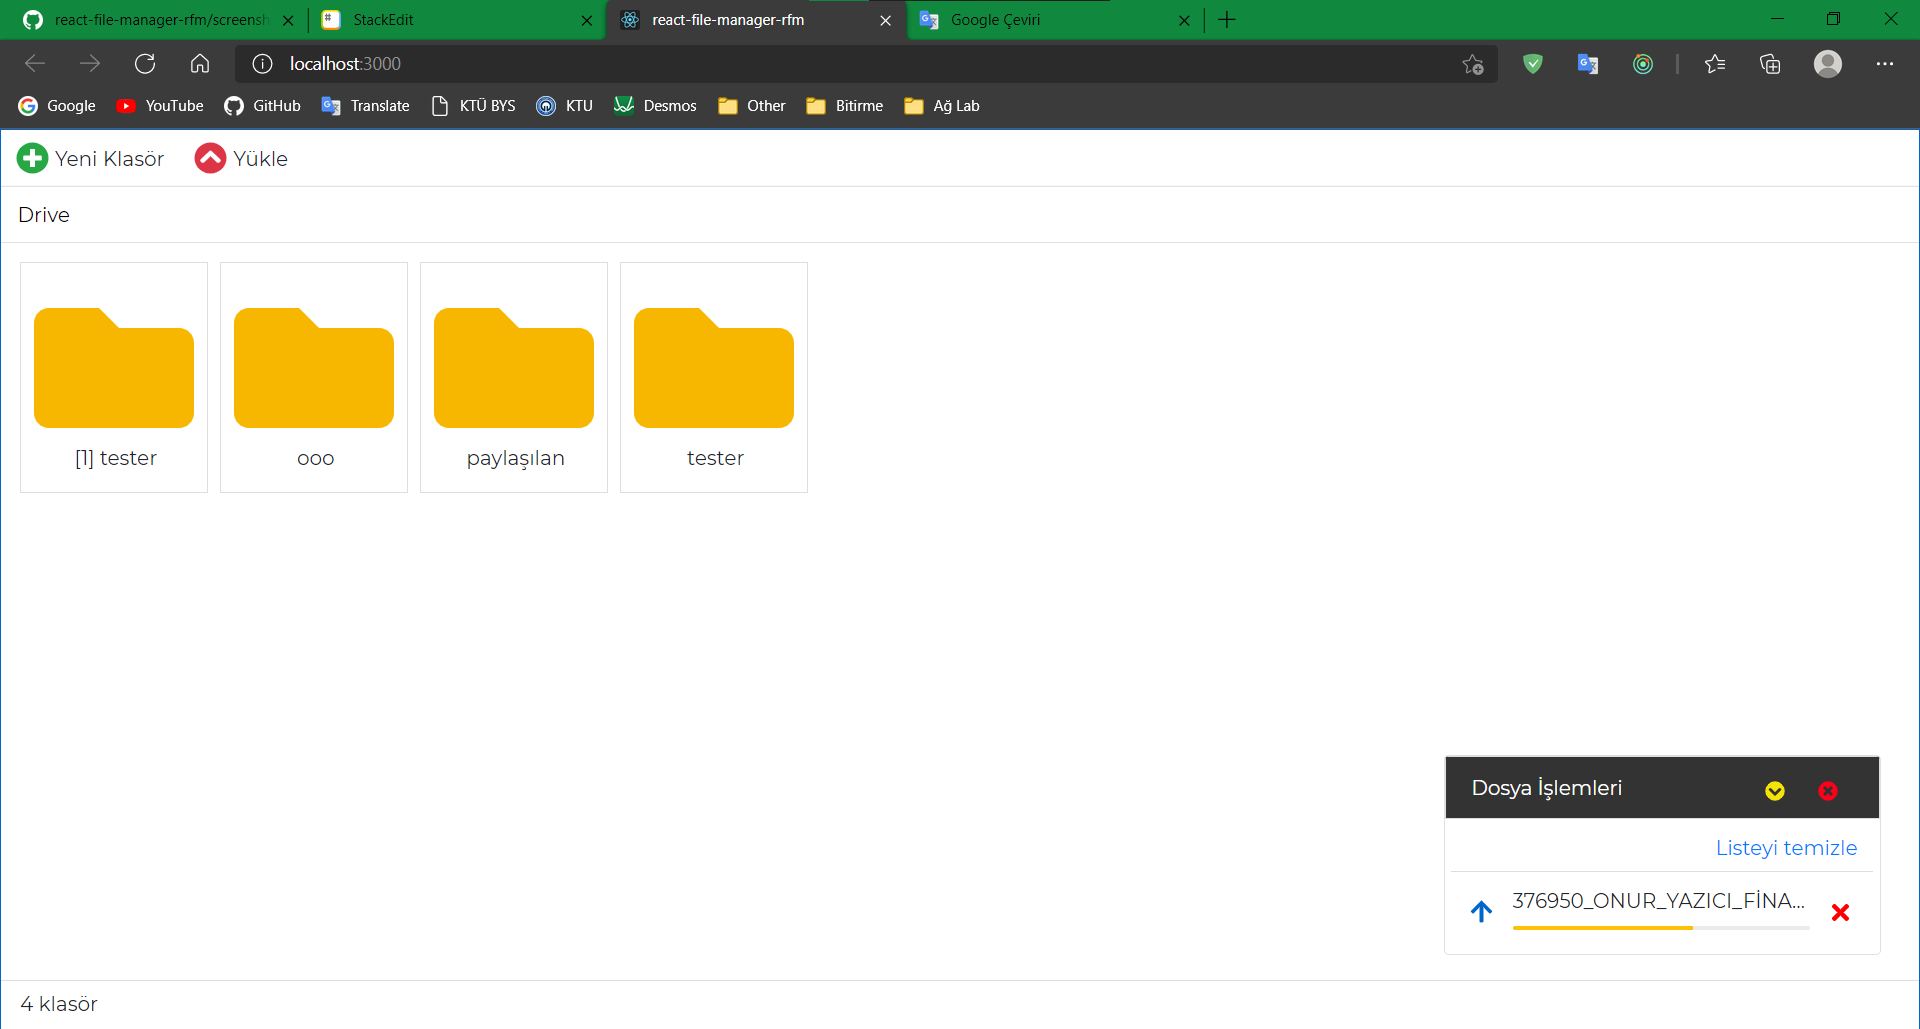 react-file-manager-rfm/screensh
StackEdit
react-file-manager-rfm
Google Çeviri
localhost:3000
Google
YouTube
GitHub
Translate
KTÜ BYS
KTU
Desmos
Other
Bitirme
Ağ Lab
Yeni Klasör
Yükle
Drive
[1] tester
ooo
paylaşılan
tester
Dosya İşlemleri
Listeyi temizle
376950_ONUR_YAZICI_FİNA...
4 klasör